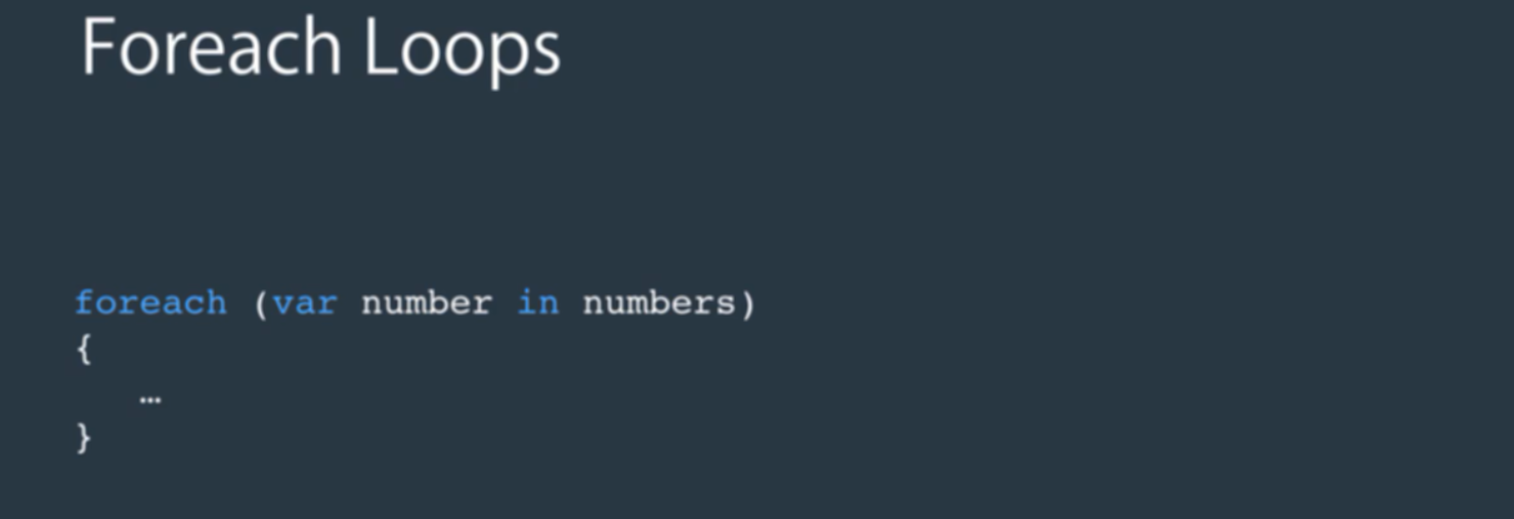 Foreach Loops
foreach (var number in numbers)
{
…
}